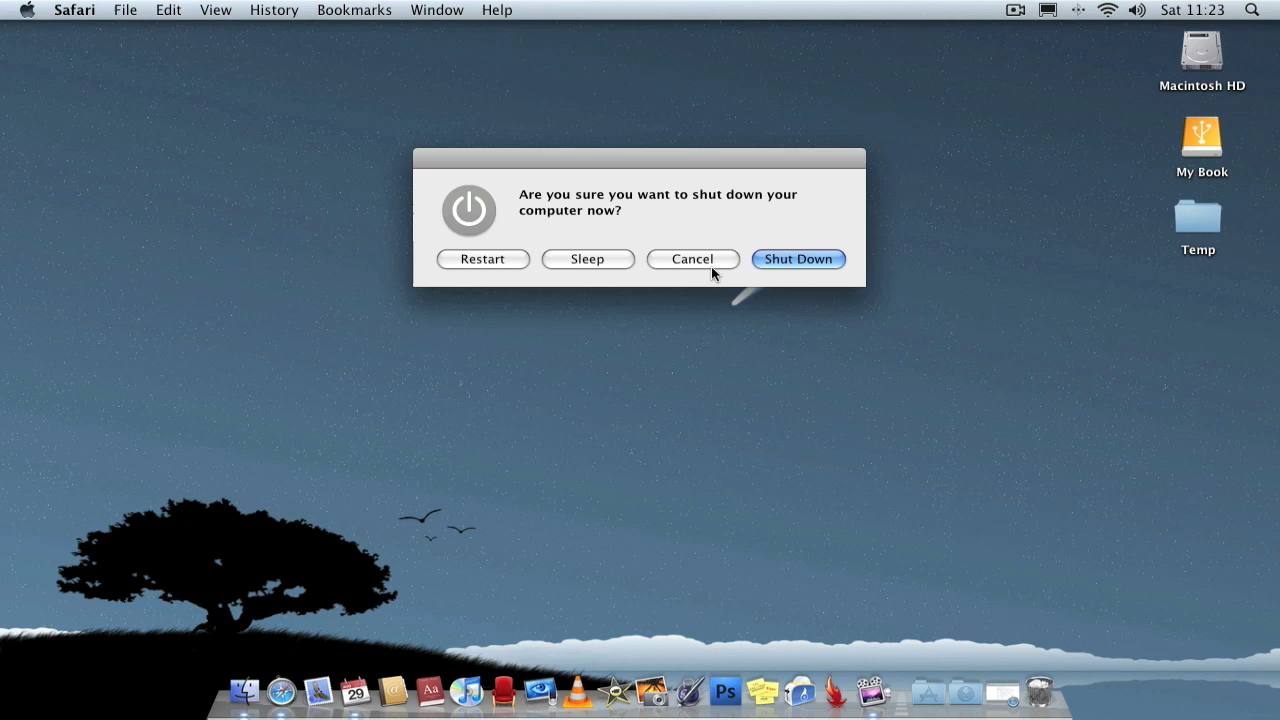 Safari File Edit View History Bookmarks Window Help Sat 11:23
Macintosh HD
My Book
Temp
Are you sure you want to shut down your
computer now?
Restart Sleep Cancel Shut Down
29
@
Aa
Ps